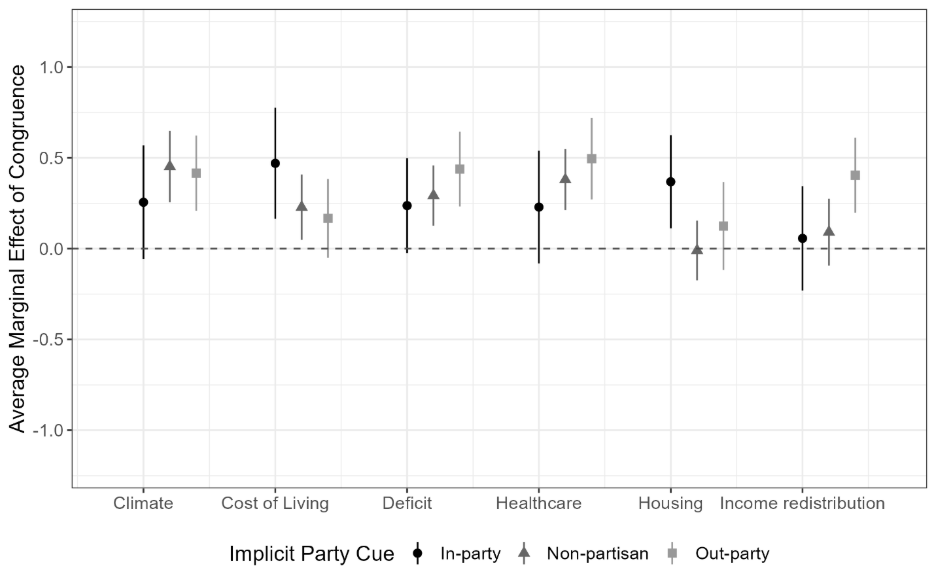 Average Marginal Effect of Congruence
1.0
0.5
0.0
-0.5
-1.0
Climate Cost of Living Deficit Healthcare Housing Income redistribution
Implicit Party Cue In-party Non-partisan Out-party